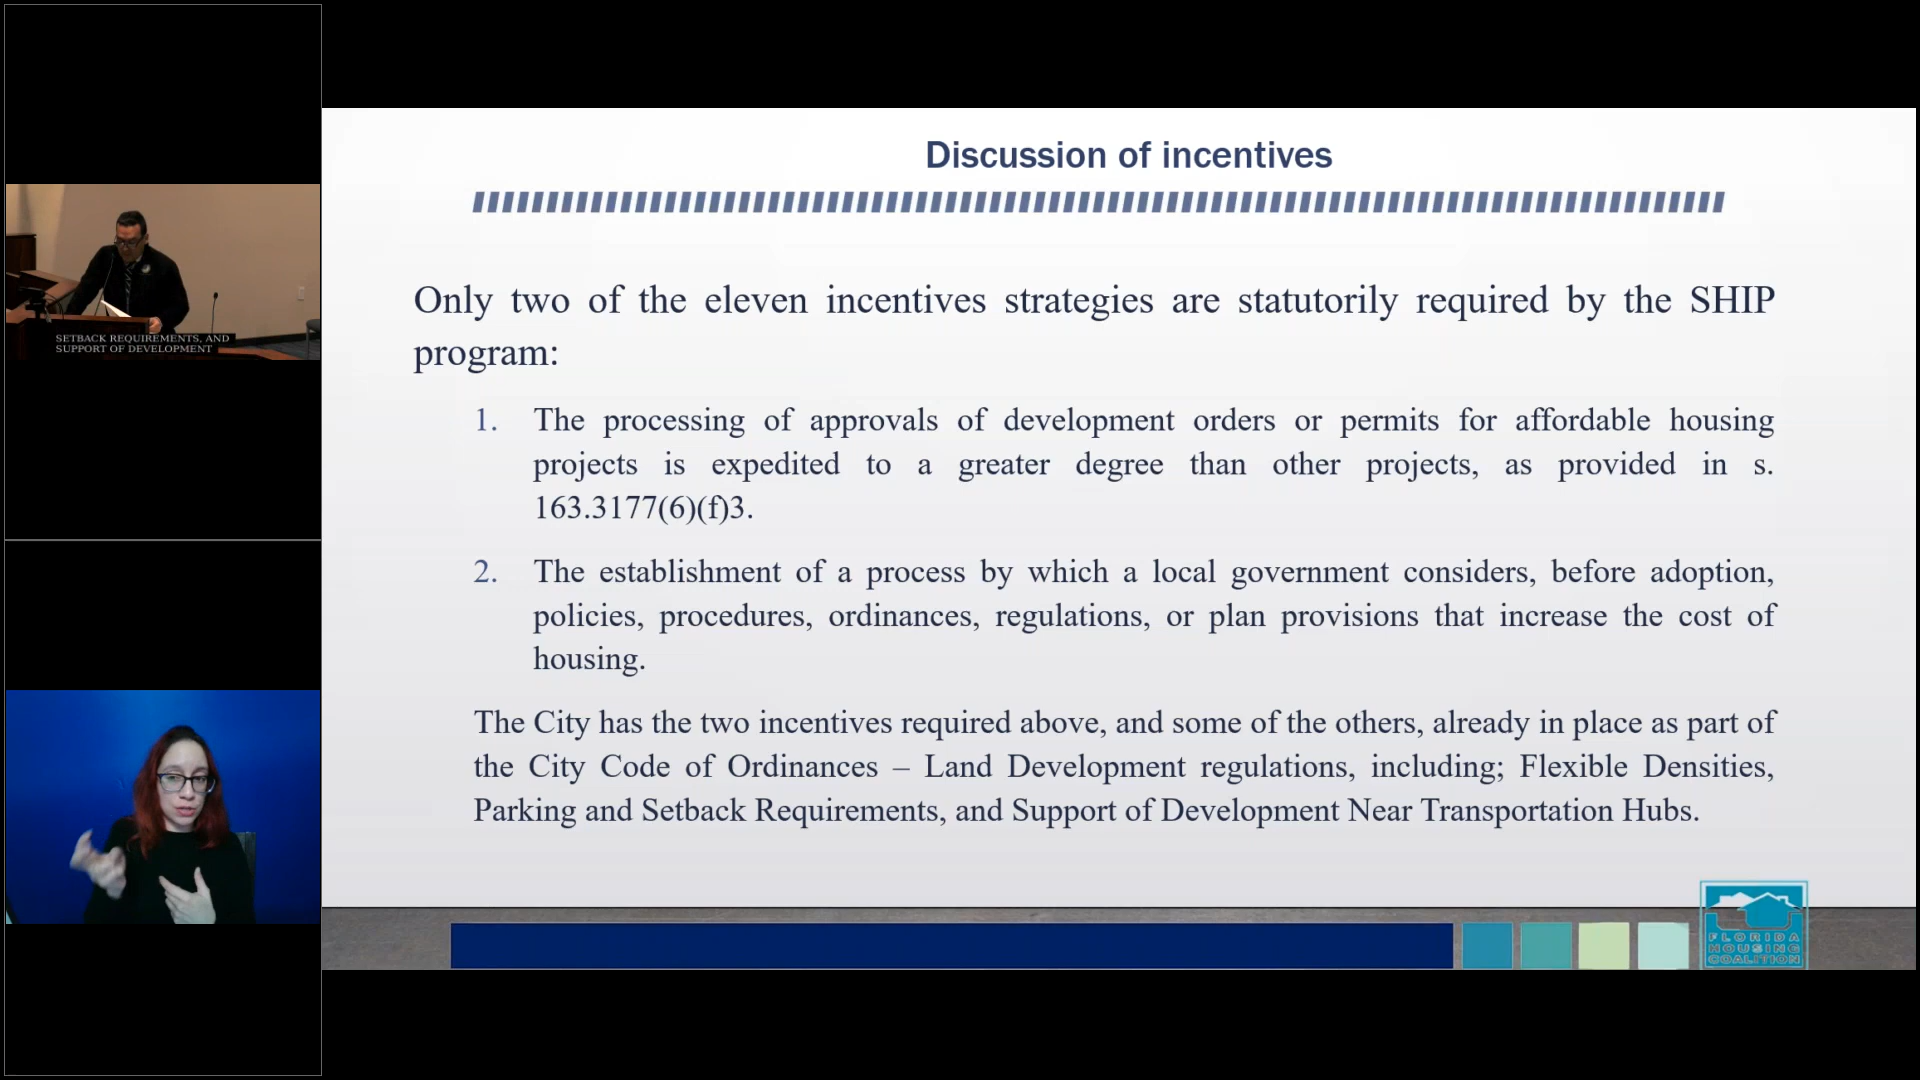 SETBACK REQUIREMENTS, AND
SUPPORT OF DEVELOPMENT
Discussion of incentives
Only two of the eleven incentives strategies are statutorily required by the SHIP
program:
1. The processing of approvals of development orders or permits for affordable housing
projects is expedited to a greater degree than other projects, as provided in s.
163.3177(6)(f)3.
2. The establishment of a process by which a local government considers, before adoption,
policies, procedures, ordinances, regulations, or plan provisions that increase the cost of
housing.
The City has the two incentives required above, and some of the others, already in place as part of
the City Code of Ordinances – Land Development regulations, including; Flexible Densities,
Parking and Setback Requirements, and Support of Development Near Transportation Hubs.
FLORIDA
HOUSING
COALITION